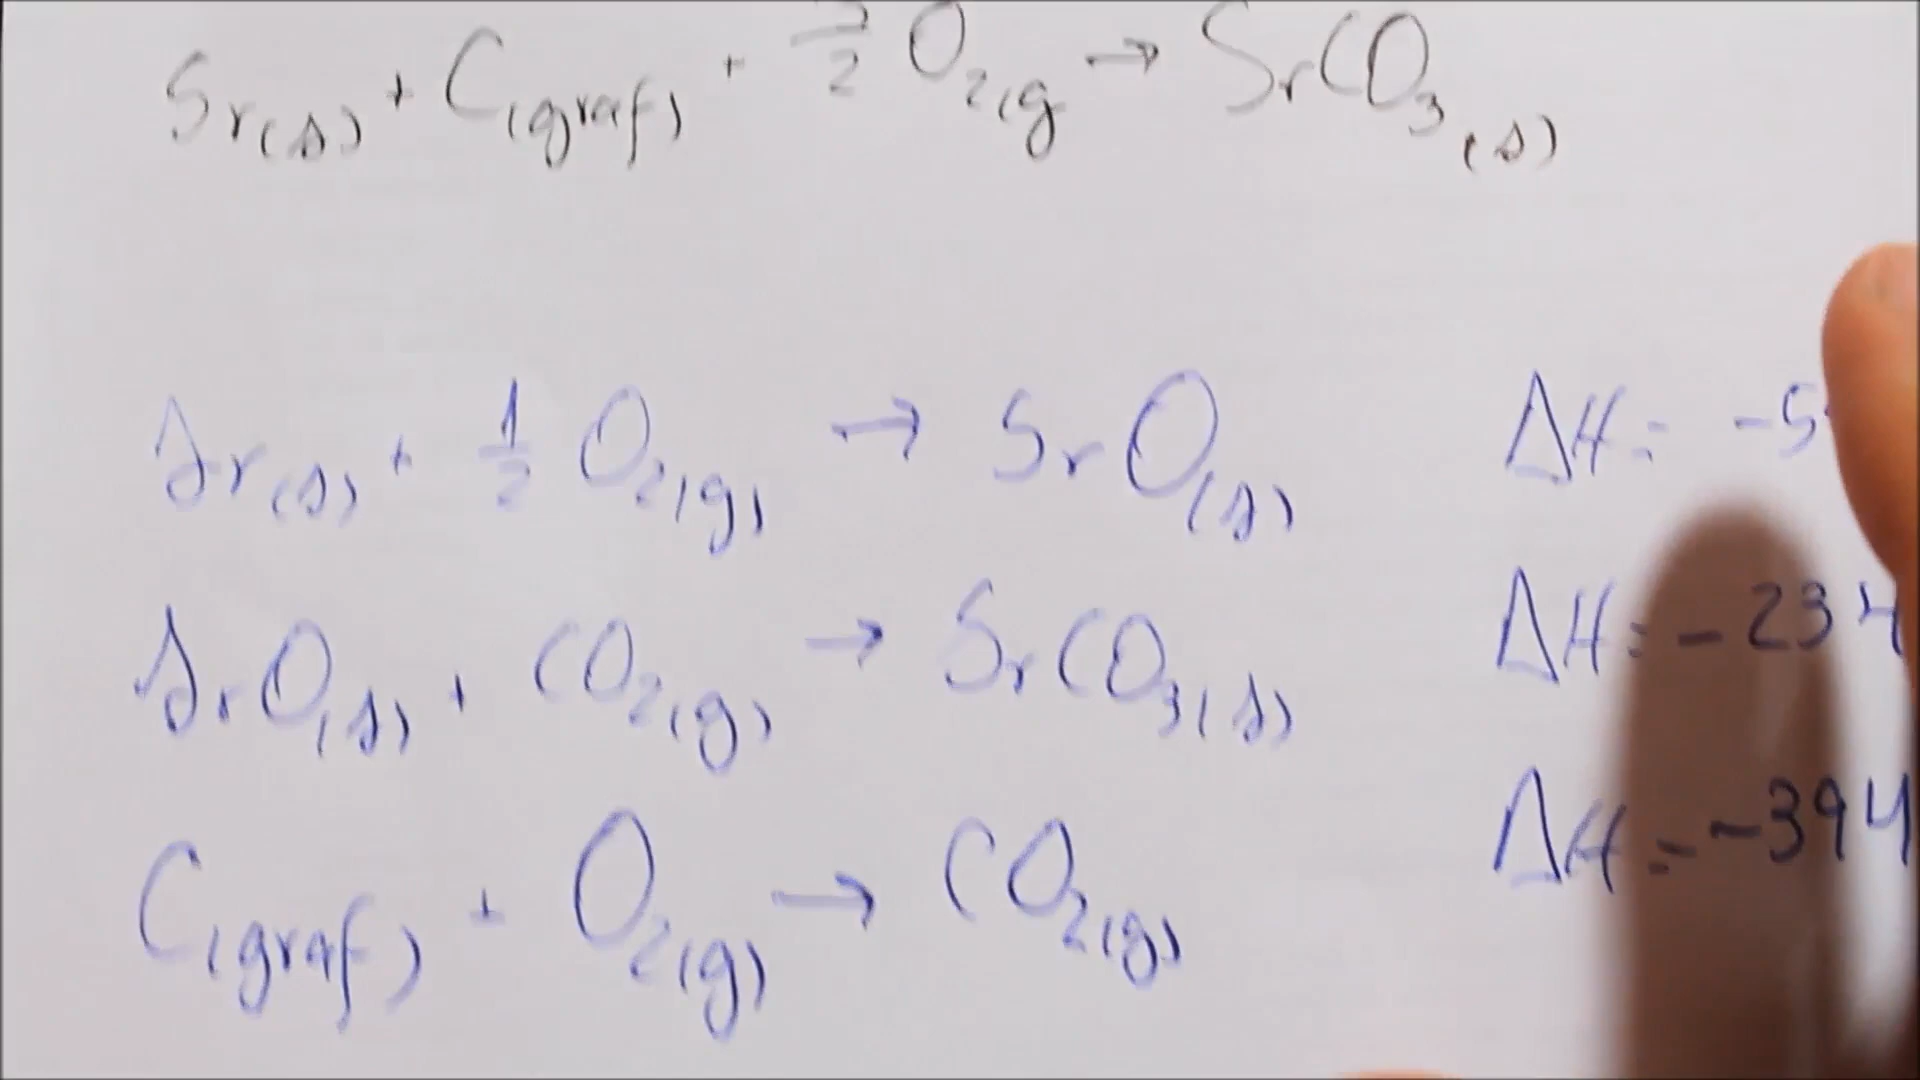 Sr(s) + C(graf) + 3/2 O2(g → SrCO3(s)
Sr(s) + 1/2 O2(g) → SrO(s) ΔH = -5
SrO(s) + CO2(g) → SrCO3(s) ΔH = -234
C(graf) + O2(g) → CO2(g) ΔH = -394